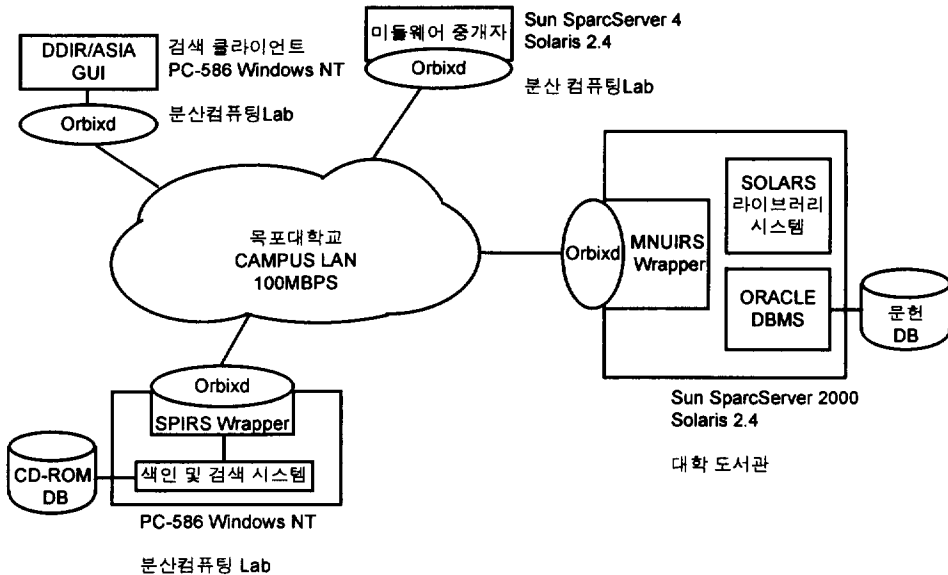 DDIR/ASIA
GUI
Orbixd
검색 클라이언트
PC-586 Windows NT
분산컴퓨팅Lab
미들웨어 중개자
Orbixd
Sun SparcServer 4
Solaris 2.4
분산 컴퓨팅Lab
목포대학교
CAMPUS LAN
100MBPS
Orbixd
MNUIRS
Wrapper
SOLARS
라이브러리
시스템
ORACLE
DBMS
문헌
DB
Sun SparcServer 2000
Solaris 2.4
대학 도서관
Orbixd
SPIRS Wrapper
색인 및 검색 시스템
CD-ROM
DB
PC-586 Windows NT
분산컴퓨팅 Lab